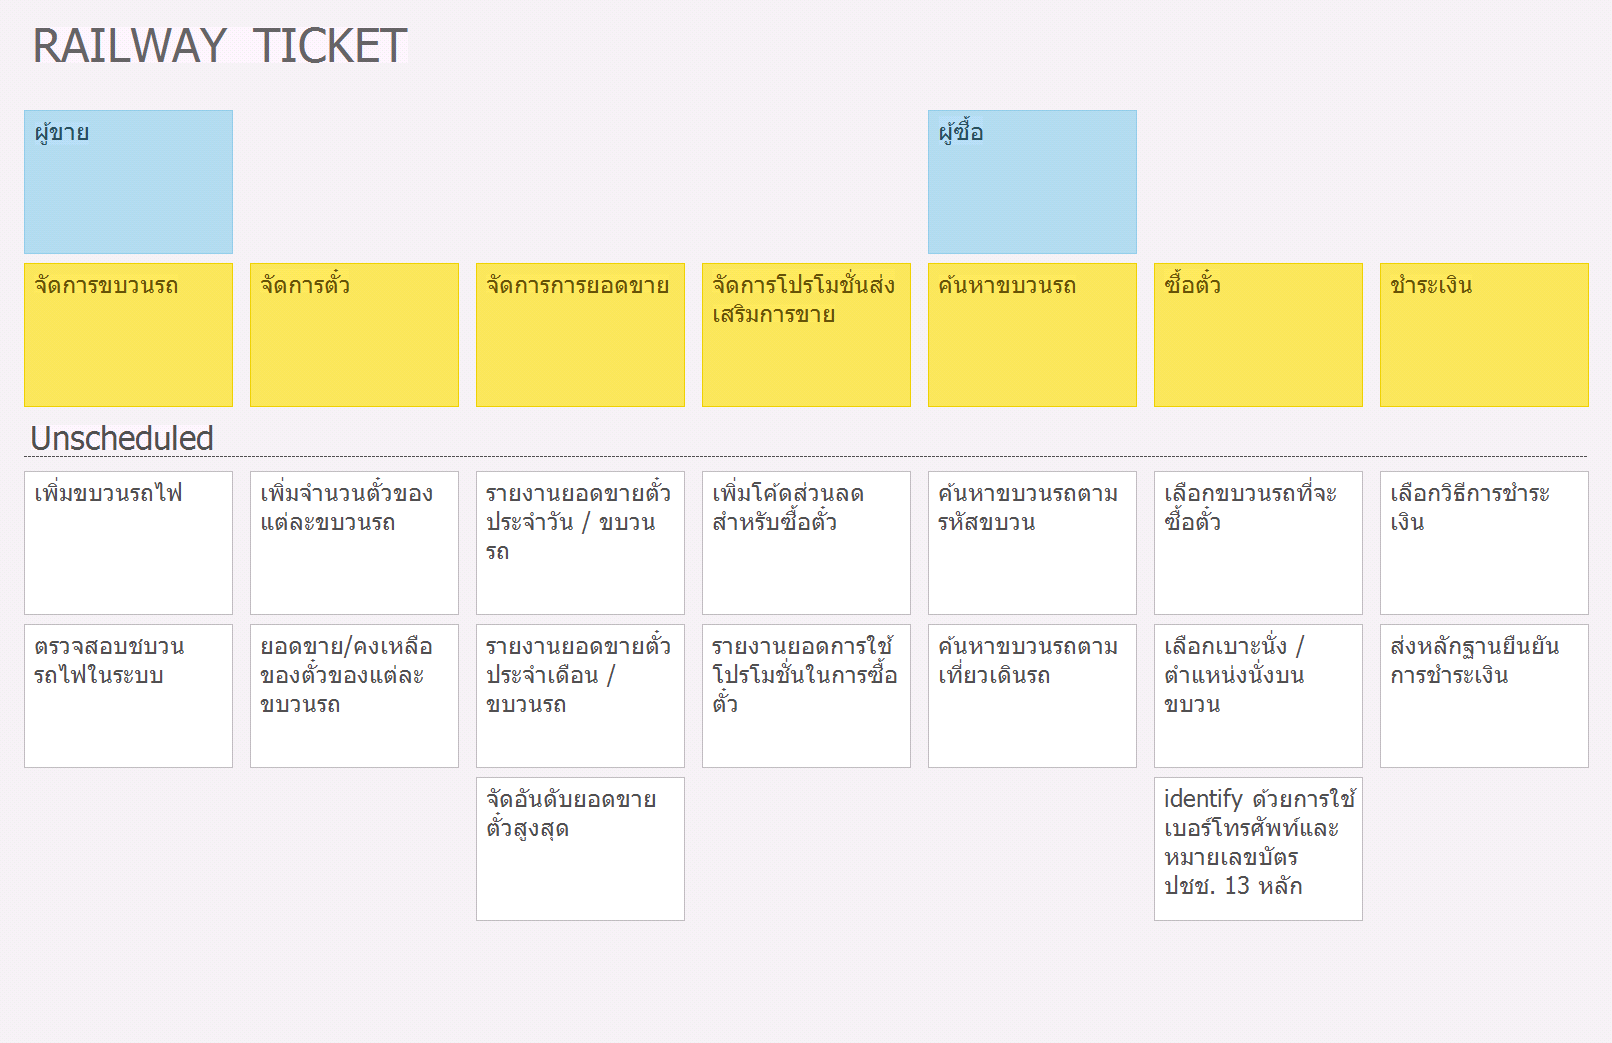 RAILWAY TICKET
ผู้ขาย
ผู้ซื้อ
จัดการขบวนรถ
จัดการตั๋ว
จัดการการยอดขาย
จัดการโปรโมชั่นส่ง
เสริมการขาย
ค้นหาขบวนรถ
ซื้อตั๋ว
ชำระเงิน
Unscheduled
เพิ่มขบวนรถไฟ
เพิ่มจำนวนตั๋วของ
แต่ละขบวนรถ
รายงานยอดขายตั๋ว
ประจำวัน / ขบวน
รถ
เพิ่มโค้ดส่วนลด
สำหรับซื้อตั๋ว
ค้นหาขบวนรถตาม
รหัสขบวน
เลือกขบวนรถที่จะ
ซื้อตั๋ว
เลือกวิธีการชำระ
เงิน
ตรวจสอบชบวน
รถไฟในระบบ
ยอดขาย/คงเหลือ
ของตั๋วของแต่ละ
ขบวนรถ
รายงานยอดขายตั๋ว
ประจำเดือน /
ขบวนรถ
รายงานยอดการใช้
โปรโมชั่นในการซื้อ
ตั๋ว
ค้นหาขบวนรถตาม
เที่ยวเดินรถ
เลือกเบาะนั่ง /
ตำแหน่งนั่งบน
ขบวน
ส่งหลักฐานยืนยัน
การชำระเงิน
จัดอันดับยอดขาย
ตั๋วสูงสุด
identify ด้วยการใช้
เบอร์โทรศัพท์และ
หมายเลขบัตร
ปชช. 13 หลัก